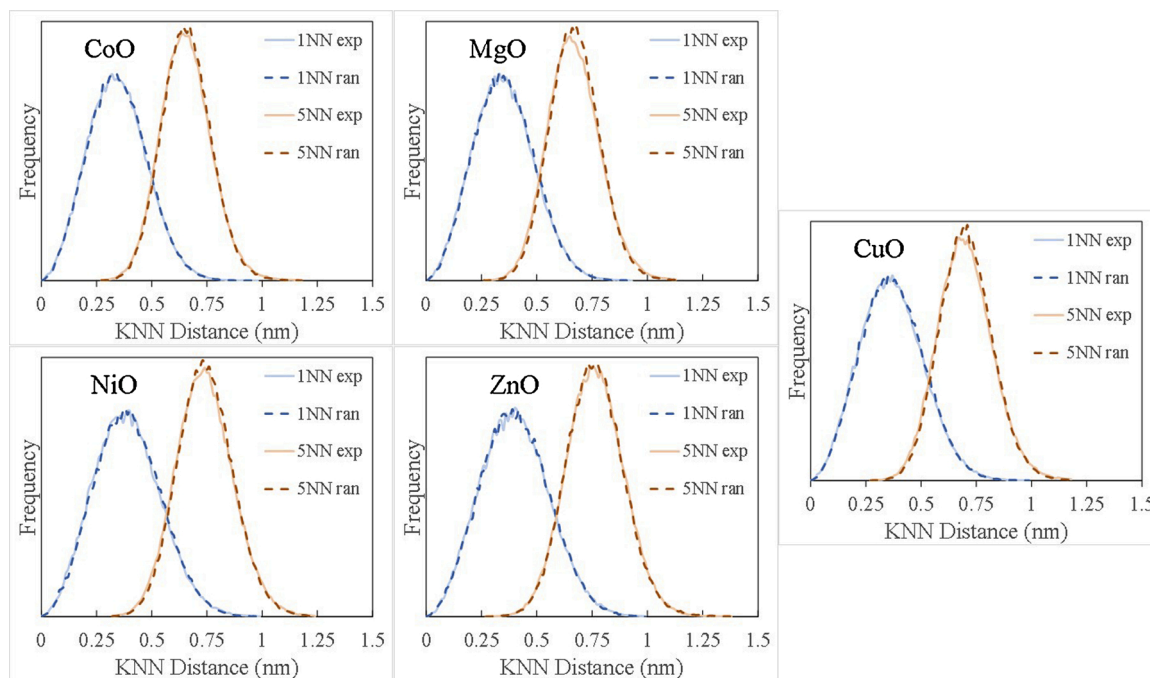 CoO
1NN exp
1NN ran
5NN exp
5NN ran
Frequency
0 0.25 0.5 0.75 1 1.25 1.5
KNN Distance (nm)
MgO
1NN exp
1NN ran
5NN exp
5NN ran
Frequency
0 0.25 0.5 0.75 1 1.25 1.5
KNN Distance (nm)
CuO
1NN exp
1NN ran
5NN exp
5NN ran
Frequency
0 0.25 0.5 0.75 1 1.25 1.5
KNN Distance (nm)
NiO
1NN exp
1NN ran
5NN exp
5NN ran
Frequency
0 0.25 0.5 0.75 1 1.25 1.5
KNN Distance (nm)
ZnO
1NN exp
1NN ran
5NN exp
5NN ran
Frequency
0 0.25 0.5 0.75 1 1.25 1.5
KNN Distance (nm)